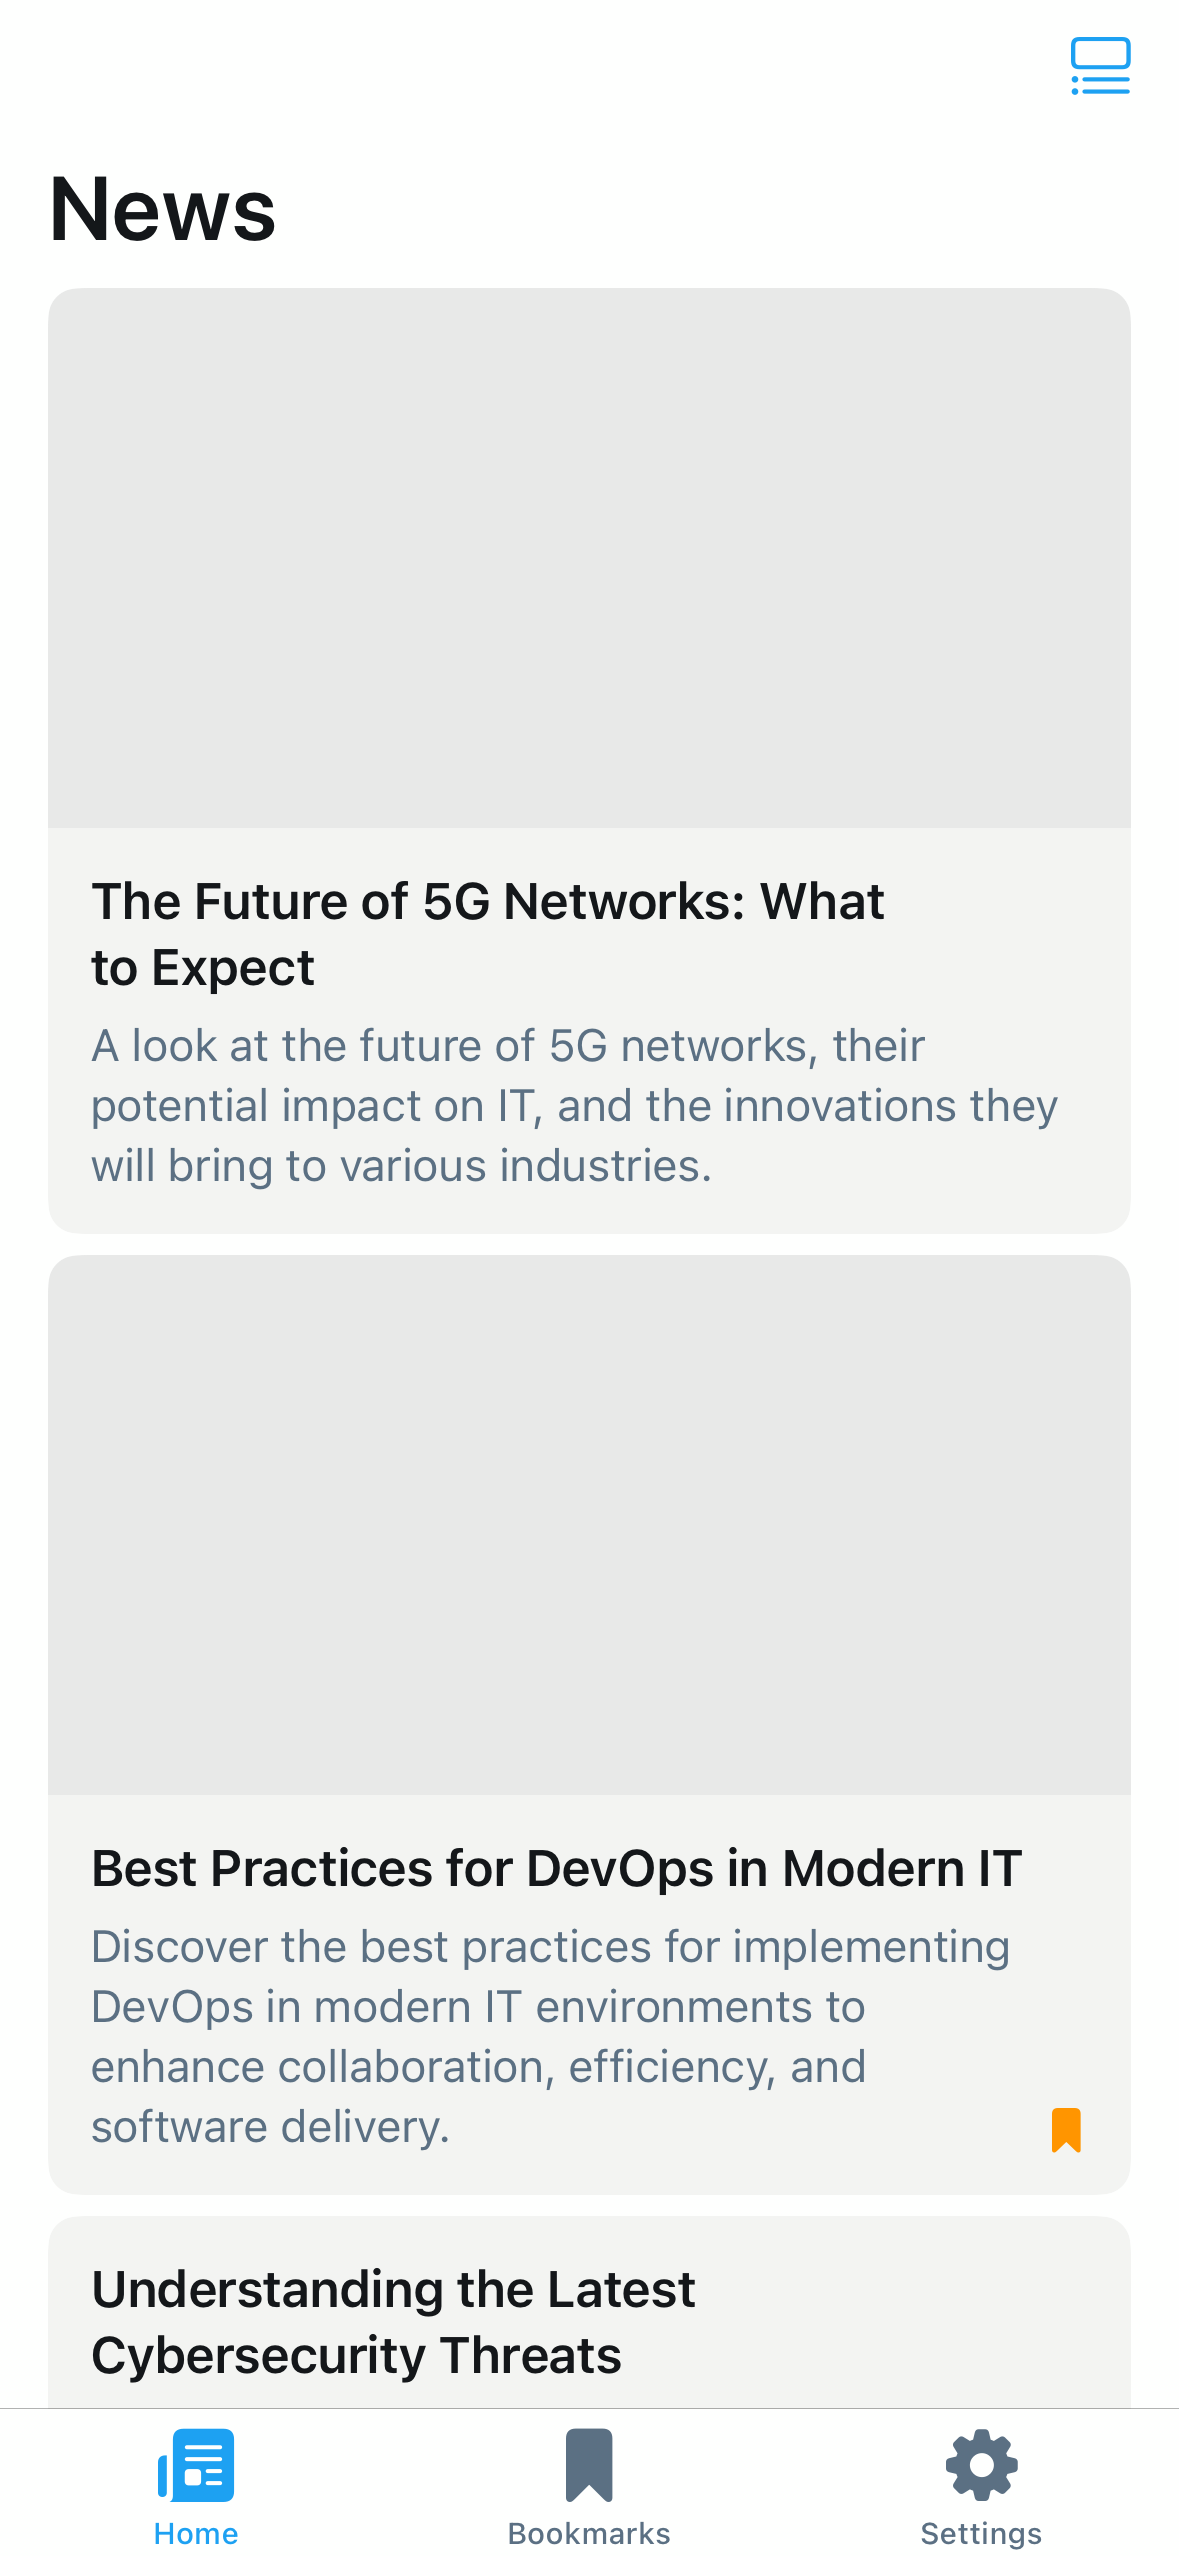 News
The Future of 5G Networks: What
to Expect
A look at the future of 5G networks, their
potential impact on IT, and the innovations they
will bring to various industries.
Best Practices for DevOps in Modern IT
Discover the best practices for implementing
DevOps in modern IT environments to
enhance collaboration, efficiency, and
software delivery.
Understanding the Latest
Cybersecurity Threats
Home
Bookmarks
Settings